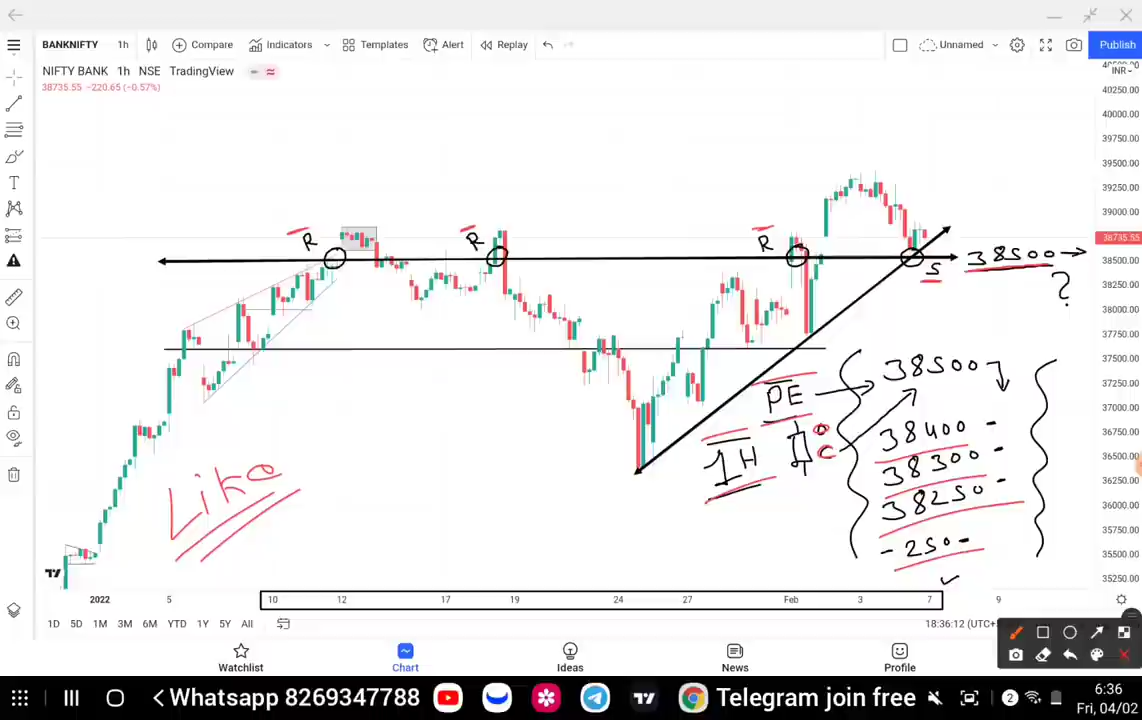 BANKNIFTY 1h Compare Indicators Templates Alert Replay Unnamed Publish
NIFTY BANK 1h NSE TradingView
38735.55 −220.65 (−0.57%)
INR
40250.00
40000.00
39750.00
39500.00
39250.00
39000.00
38735.55
38500.00
38250.00
38000.00
37750.00
37500.00
37250.00
37000.00
36750.00
36500.00
36250.00
36000.00
35750.00
35500.00
35250.00
R
R
R
S
38500
?
PE
1H
O
C
38500
38400
38300
38250
-250-
Like
2022 5 10 12 17 19 24 27 Feb 3 7 9
1D 5D 1M 3M 6M YTD 1Y 5Y All
18:36:12 (UTC+
Watchlist Chart Ideas News Profile
Whatsapp 8269347788 Telegram join free 2 6:36
Fri, 04/02